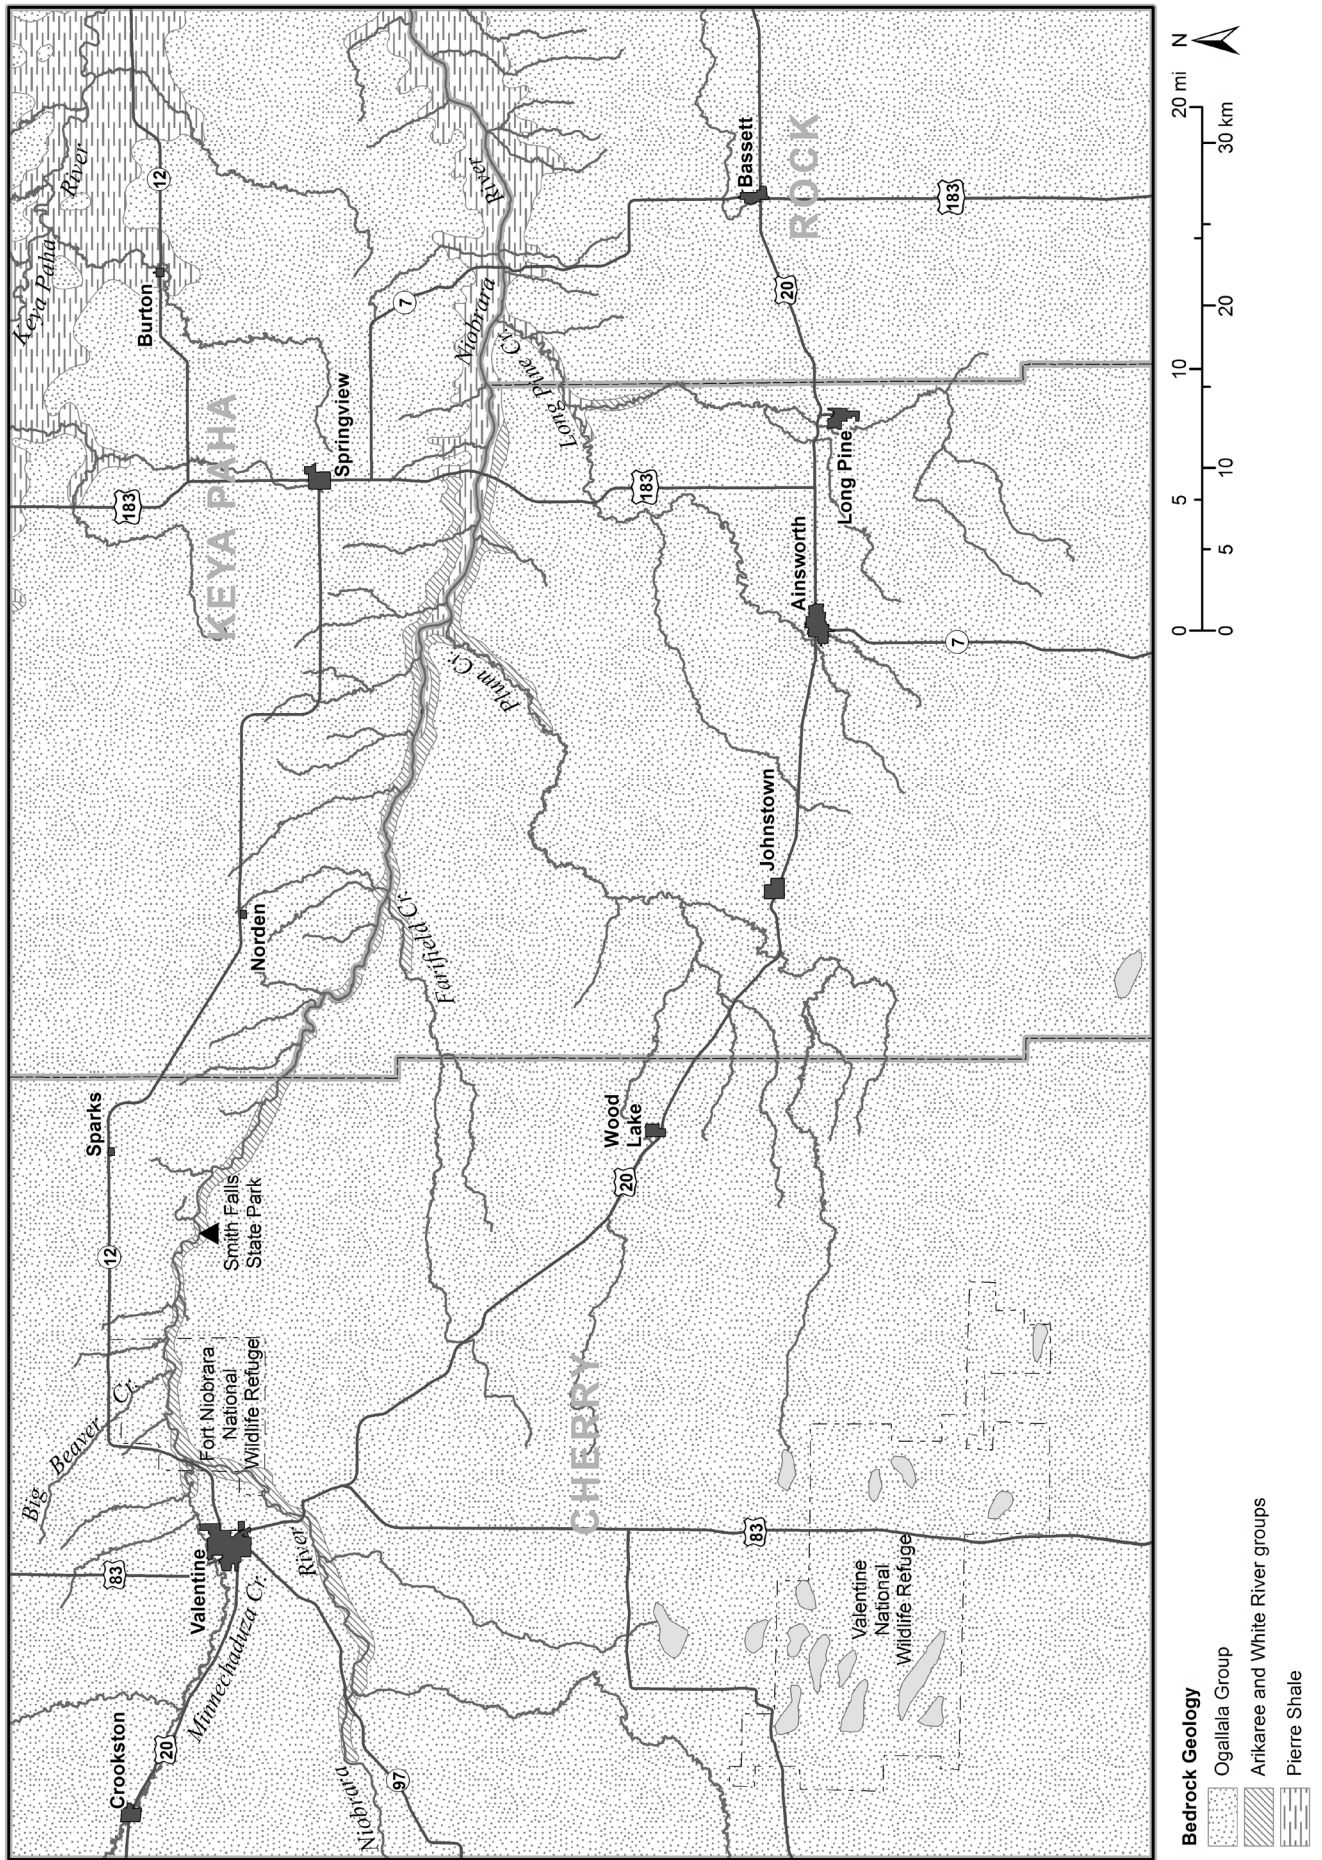 Crookston
20
Minnechaduza Cr.
Valentine
83
Big Beaver Cr.
12
Sparks
Fort Niobrara
National
Wildlife Refuge
Smith Falls
State Park
Norden
183
KEYA PAHA
Springview
Burton
12
Keya Paha River
Niobrara River
97
Farifield Cr.
Plum Cr.
Long Pine Cr.
7
Niobrara River
CHERRY
83
20
Wood
Lake
Johnstown
Ainsworth
183
Long Pine
20
Bassett
ROCK
183
7
Valentine
National
Wildlife Refuge
Bedrock Geology
Ogallala Group
Arikaree and White River groups
Pierre Shale
0 5 10 20 mi
0 5 10 20 30 km
N